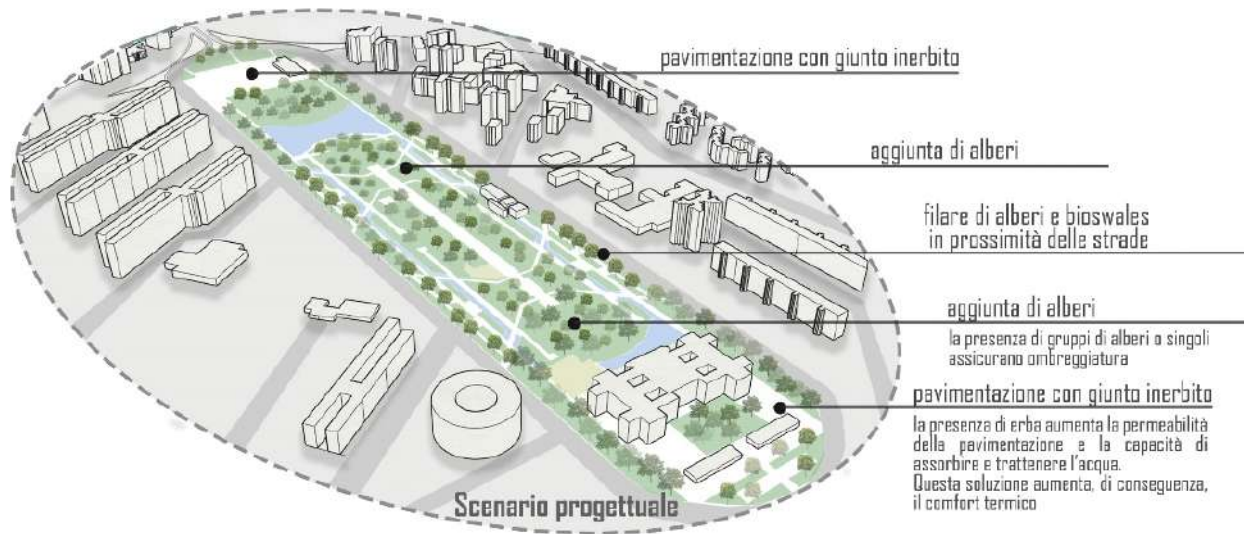 pavimentazione con giunto inerbito
aggiunta di alberi
filare di alberi e bioswales
in prossimità delle strade
aggiunta di alberi
la presenza di gruppi di alberi o singoli
assicurano ombreggiatura
pavimentazione con giunto inerbito
la presenza di erba aumenta la permeabilità
della pavimentazione e la capacità di
assorbire e trattenere l'acqua.
Questa soluzione aumenta, di conseguenza,
il comfort termico
Scenario progettuale